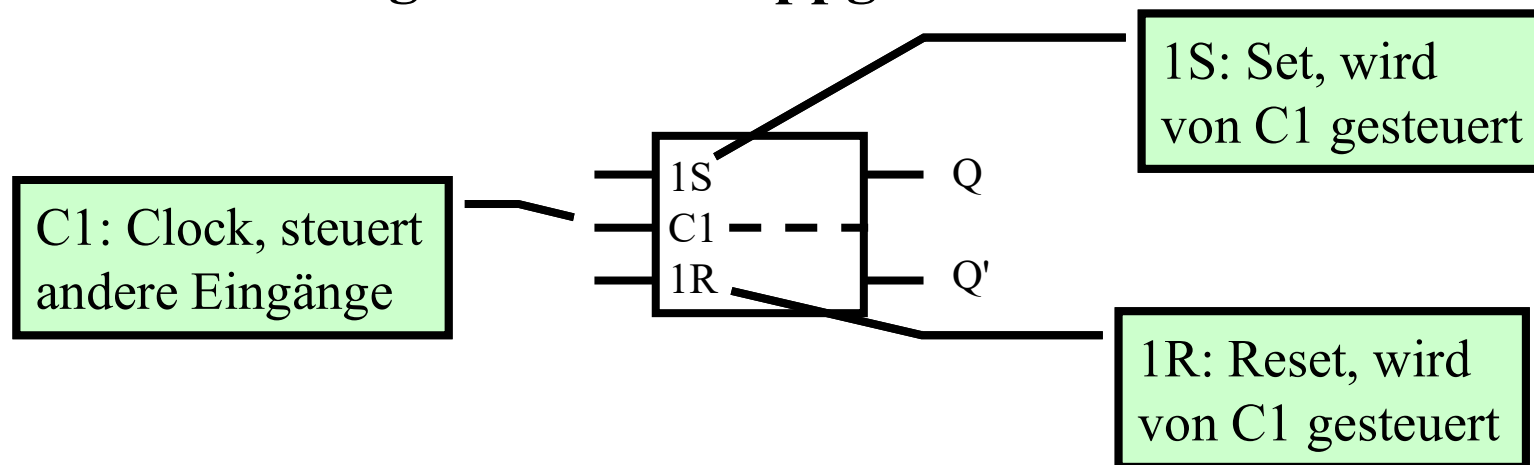 1S: Set, wird
von C1 gesteuert
1S
Q
C1: Clock, steuert
andere Eingänge
C1
1R
Q'
1R: Reset, wird
von C1 gesteuert